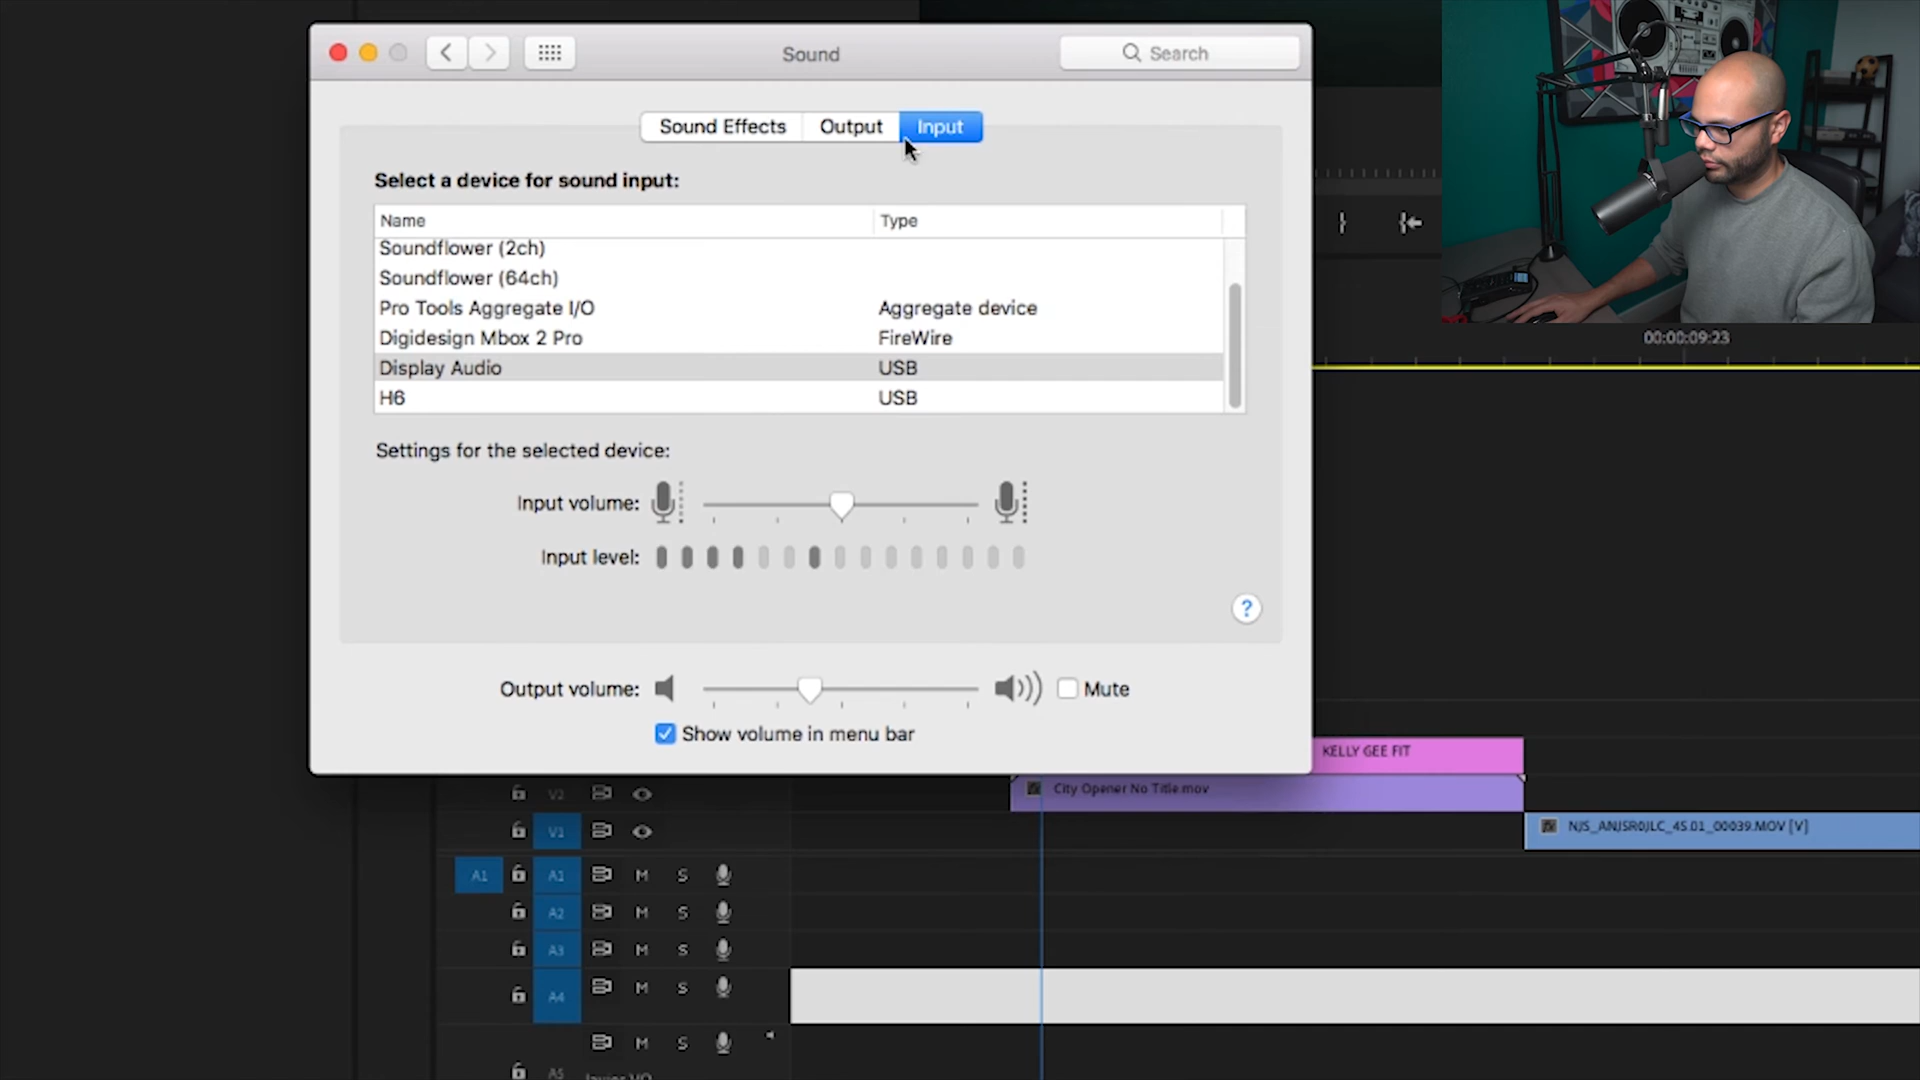 Sound
Search
Sound Effects
Output
Input
Select a device for sound input:
Name
Type
Soundflower (2ch)
Soundflower (64ch)
Pro Tools Aggregate I/O
Aggregate device
Digidesign Mbox 2 Pro
FireWire
Display Audio
USB
H6
USB
00:00:09:23
Settings for the selected device:
Input volume:
Input level:
?
Output volume:
Mute
Show volume in menu bar
KELLY GEE FIT
V2
City Opener No Title.mov
V1
NJS_ANJSR0JLC_4S.01_00039.MOV [V]
A1
A1
M
S
A2
M
S
A3
M
S
A4
M
S
M
S
A5